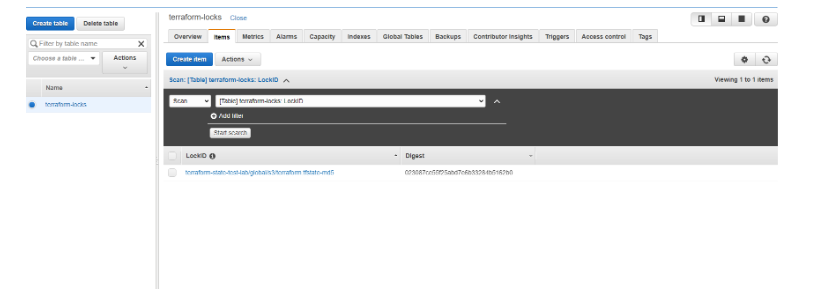 terraform-locks Close
Create table Delete table
Overview Items Metrics Alarms Capacity Indexes Global Tables Backups Contributor Insights Triggers Access control Tags
Filter by table name X
Choose a table ... Actions
Create item Actions
Name
terraform-locks
Scan: [Table] terraform-locks: LockID Viewing 1 to 1 items
Scan [Table] terraform-locks: LockID
Add filter
Start search
LockID Digest
terraform-state-test-lab/global/s3/terraform.tfstate-md5